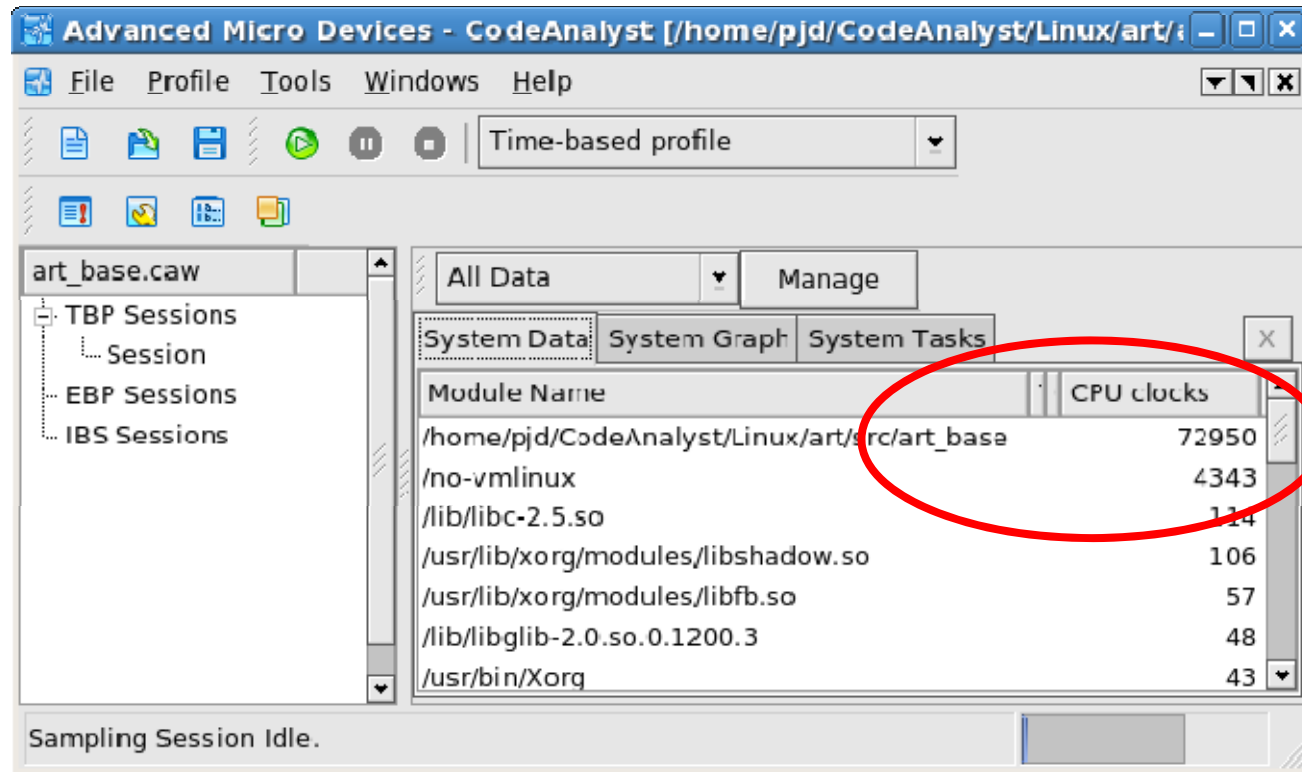 Advanced Micro Devices - CodeAnalyst [/home/pjd/CodeAnalyst/Linux/art/
File Profile Tools Windows Help
Time-based profile
art_base.caw
All Data Manage
TBP Sessions
System Data System Graph System Tasks
Session
Module Name CPU clocks
EBP Sessions
/home/pjd/CodeAnalyst/Linux/art/src/art_base 72950
IBS Sessions
/no-vmlinux 4343
/lib/libc-2.5.so 114
/usr/lib/xorg/modules/libshadow.so 106
/usr/lib/xorg/modules/libfb.so 57
/lib/libglib-2.0.so.0.1200.3 48
/usr/bin/Xorg 43
Sampling Session Idle.